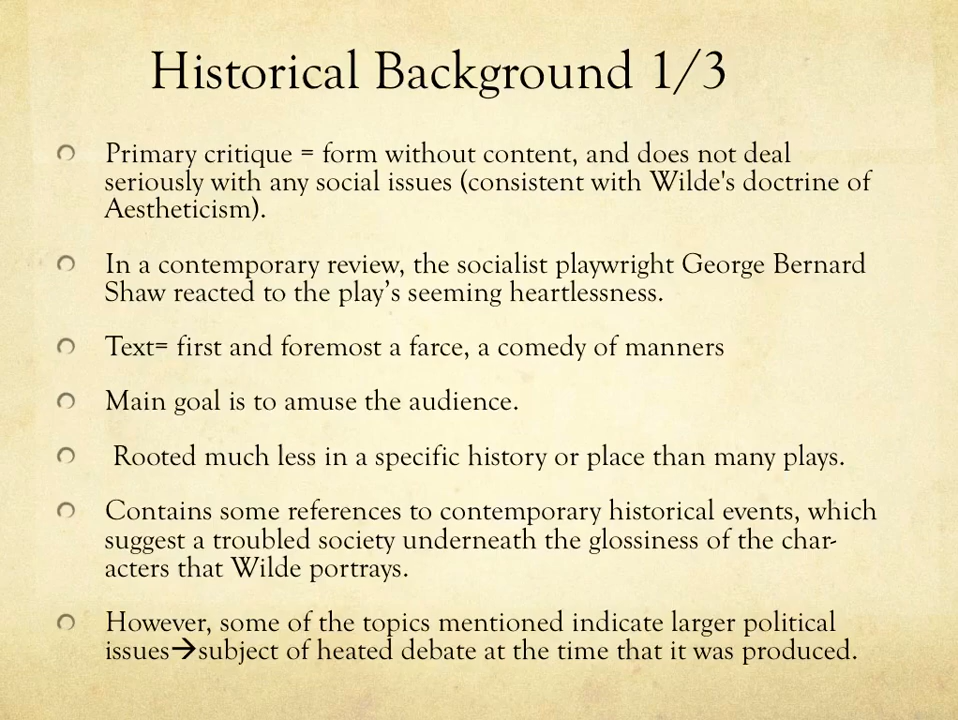 Historical Background 1/3
Primary critique = form without content, and does not deal
seriously with any social issues (consistent with Wilde's doctrine of
Aestheticism).
In a contemporary review, the socialist playwright George Bernard
Shaw reacted to the play’s seeming heartlessness.
Text= first and foremost a farce, a comedy of manners
Main goal is to amuse the audience.
Rooted much less in a specific history or place than many plays.
Contains some references to contemporary historical events, which
suggest a troubled society underneath the glossiness of the char-
acters that Wilde portrays.
However, some of the topics mentioned indicate larger political
issues→subject of heated debate at the time that it was produced.